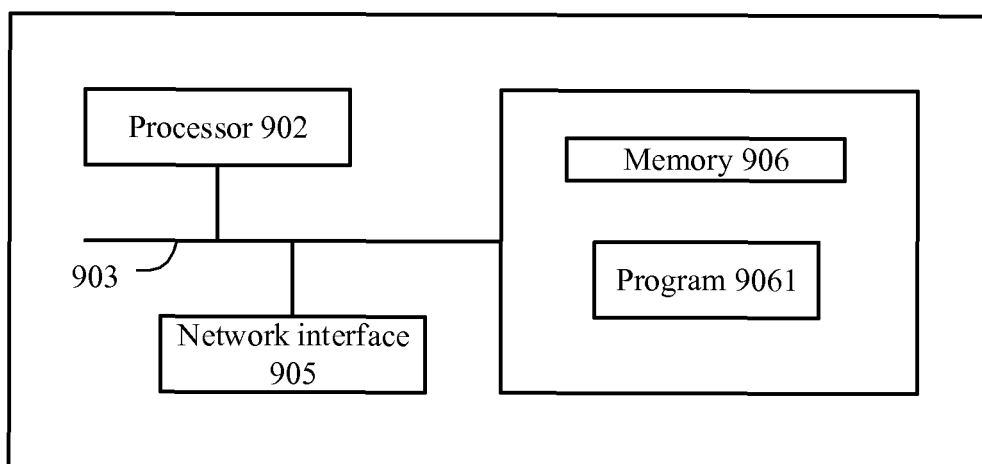 Processor 902
Memory 906
903
Program 9061
Network interface
905